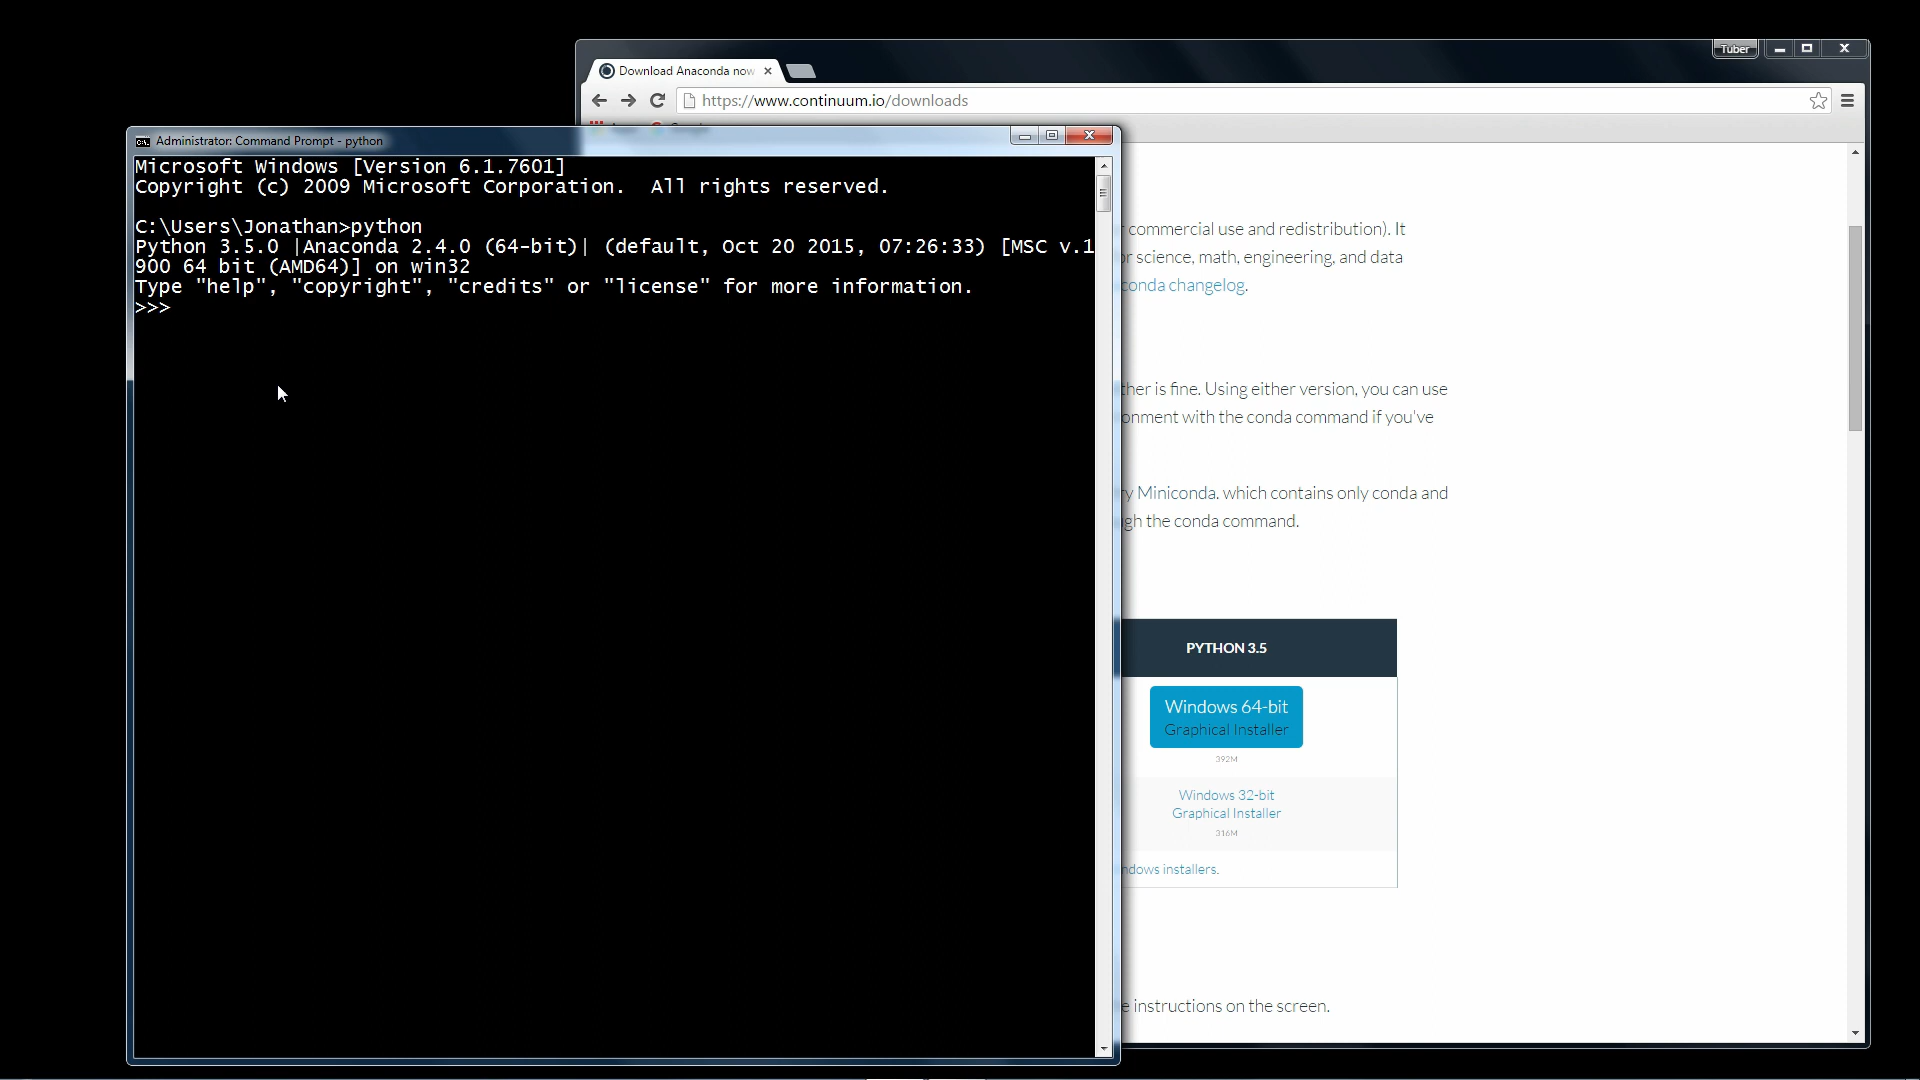 Tuber
Download Anaconda now
https://www.continuum.io/downloads
Administrator: Command Prompt - python
Microsoft Windows [Version 6.1.7601]
Copyright (c) 2009 Microsoft Corporation.  All rights reserved.
C:\Users\Jonathan>python
Python 3.5.0 |Anaconda 2.4.0 (64-bit)| (default, Oct 20 2015, 07:26:33) [MSC v.1
900 64 bit (AMD64)] on win32
Type "help", "copyright", "credits" or "license" for more information.
>>>
commercial use and redistribution). It
science, math, engineering, and data
conda changelog.
is fine. Using either version, you can use
with the conda command if you've
Miniconda, which contains only conda and
the conda command.
PYTHON 3.5
Windows 64-bit
Graphical Installer
392M
Windows 32-bit
Graphical Installer
316M
installers.
instructions on the screen.